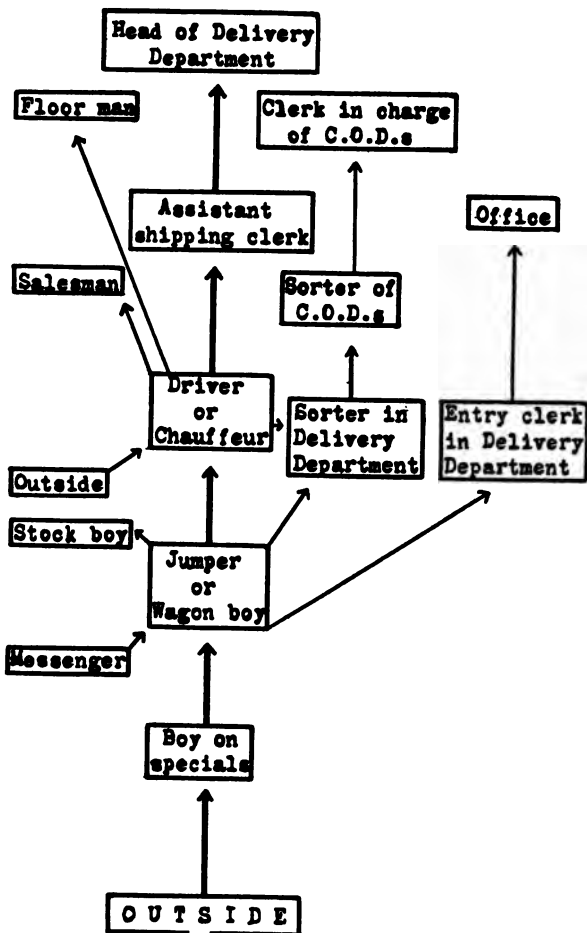 Head of Delivery
Department
Floor man
Clerk in charge
of C.O.D.s
Assistant
shipping clerk
Office
Salesman
Sorter of
C.O.D.s
Driver
or
Chauffeur
Sorter in
Delivery
Department
Entry clerk
in Delivery
Department
Outside
Stock boy
Jumper
or
Wagon boy
Messenger
Boy on
specials
O U T S I D E